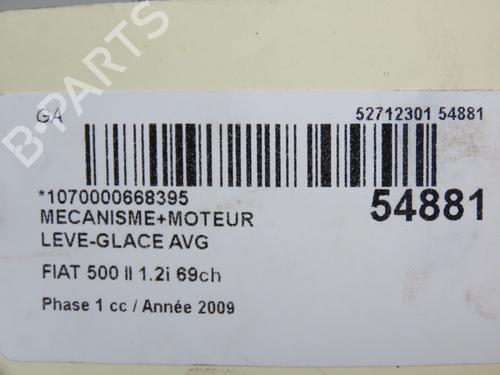 GA
52712301 54881
*1070000668395
54881
MECANISME+MOTEUR
LEVE-GLACE AVG
FIAT 500 II 1.2i 69ch
Phase 1 cc / Année 2009
B-PARTS